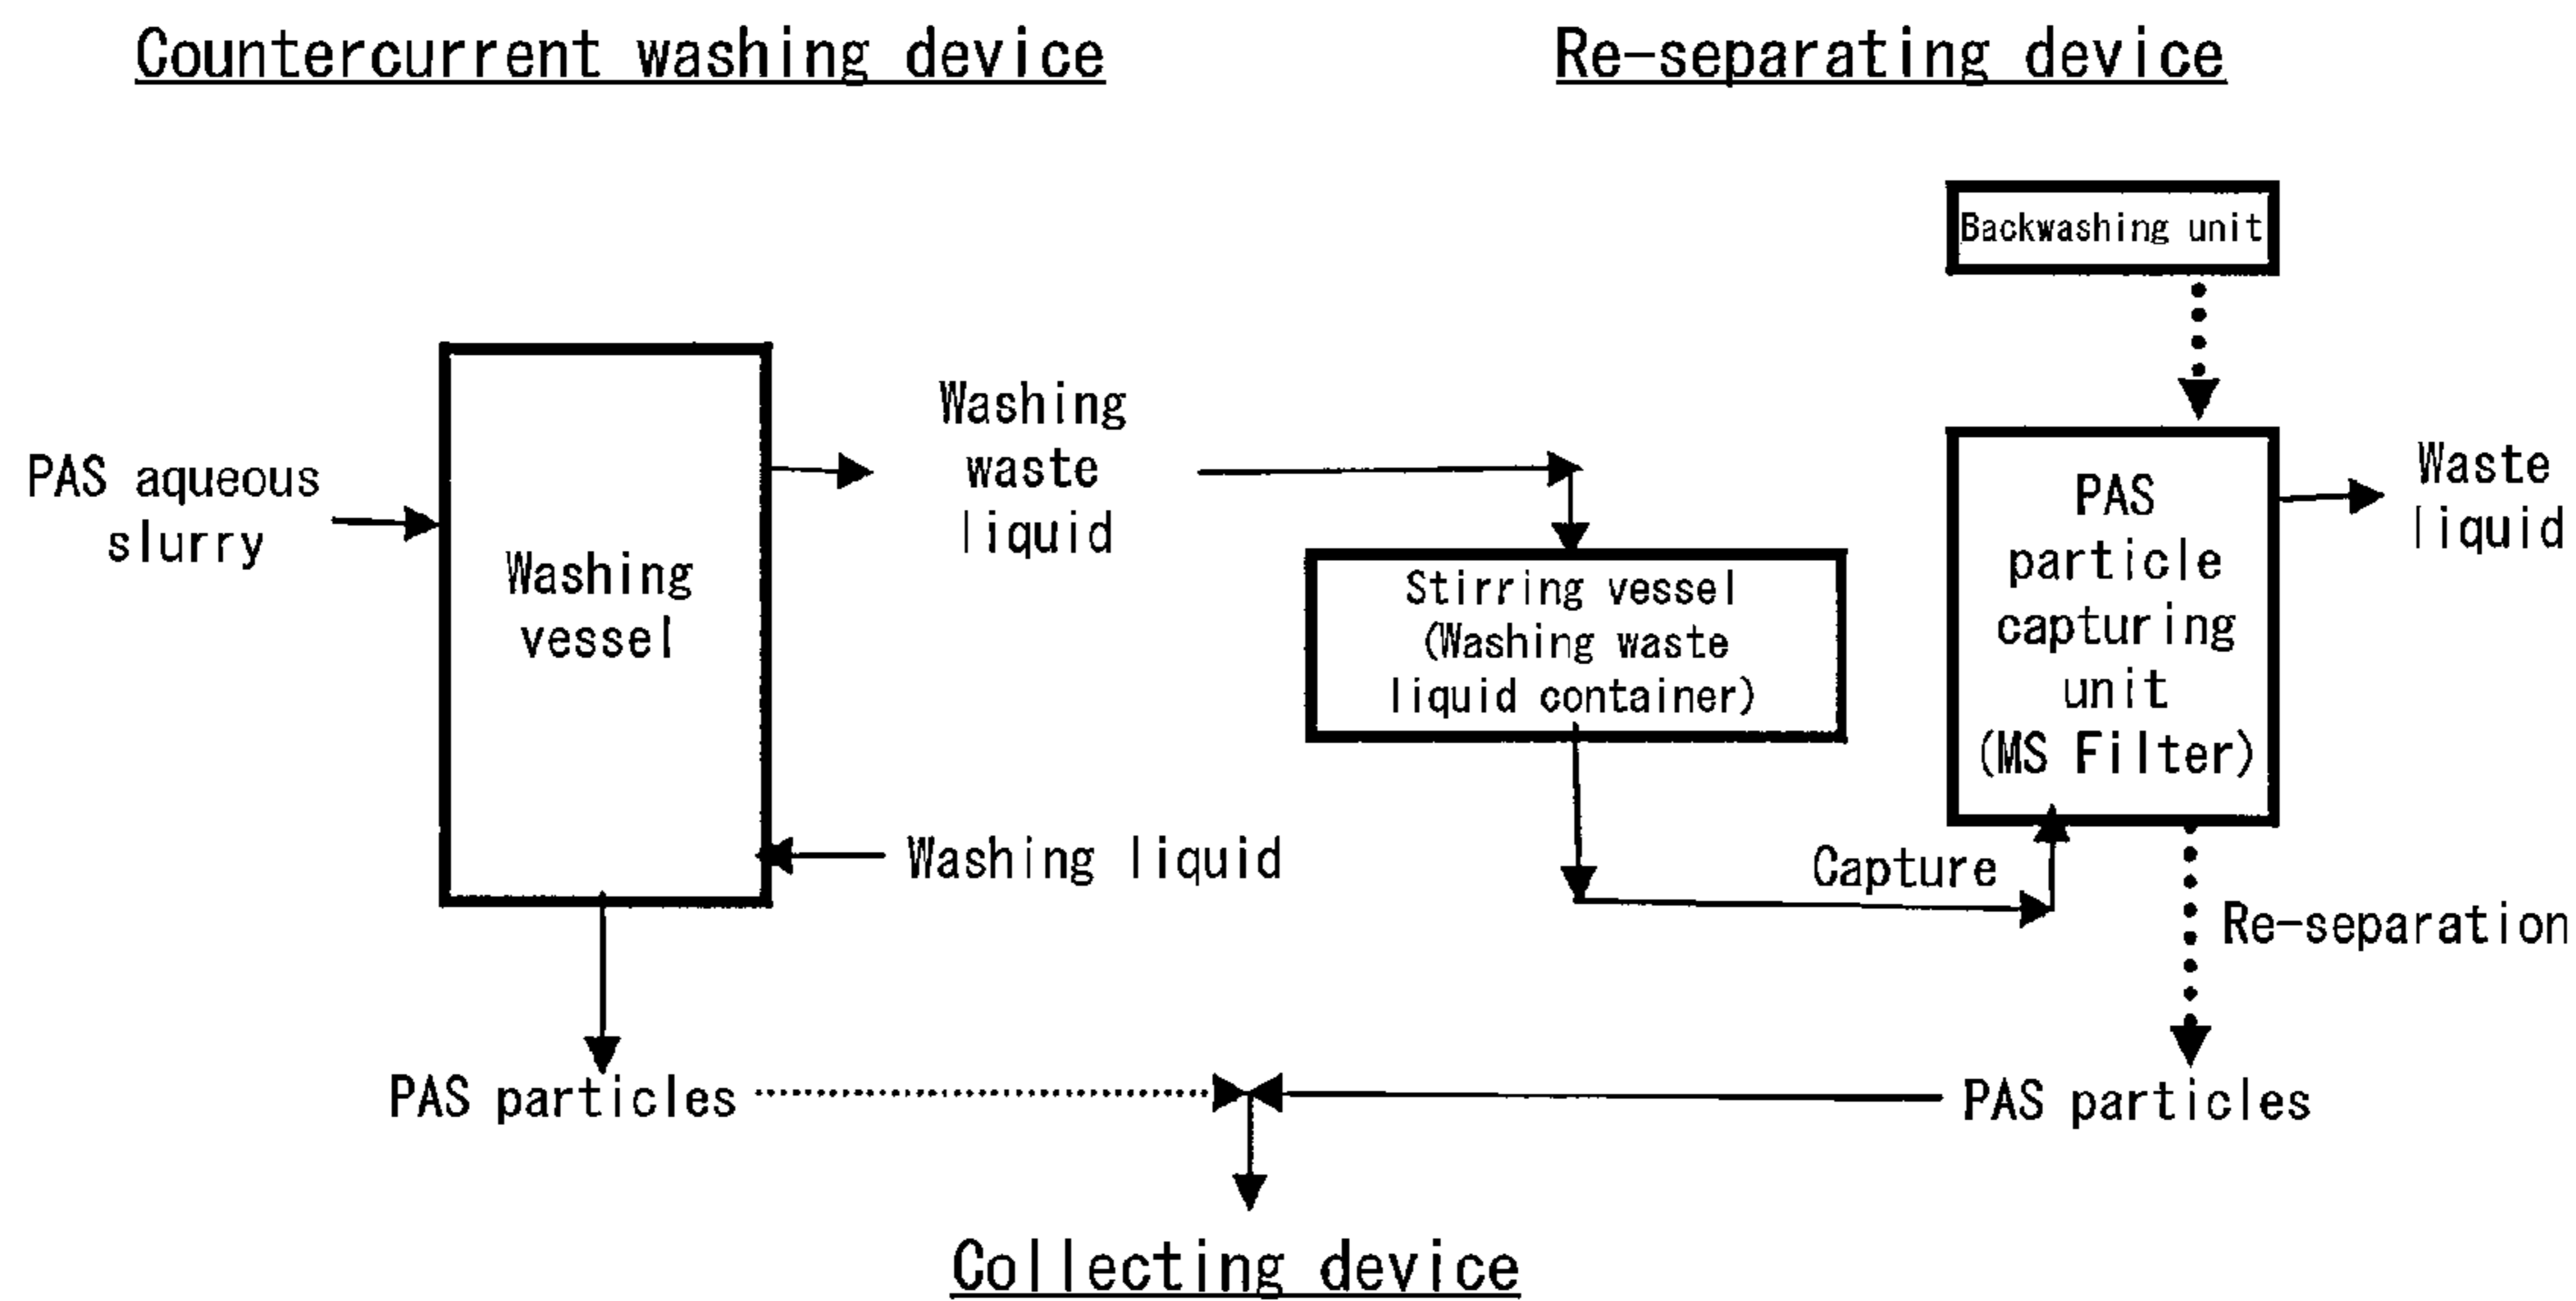 Countercurrent washing device
Re-separating device
Backwashing unit
PAS aqueous
slurry
Washing
vessel
Washing
waste
liquid
Stirring vessel
(Washing waste
liquid container)
PAS
particle
capturing
unit
(MS Filter)
Waste
liquid
Washing liquid
Capture
Re-separation
PAS particles
PAS particles
Collecting device